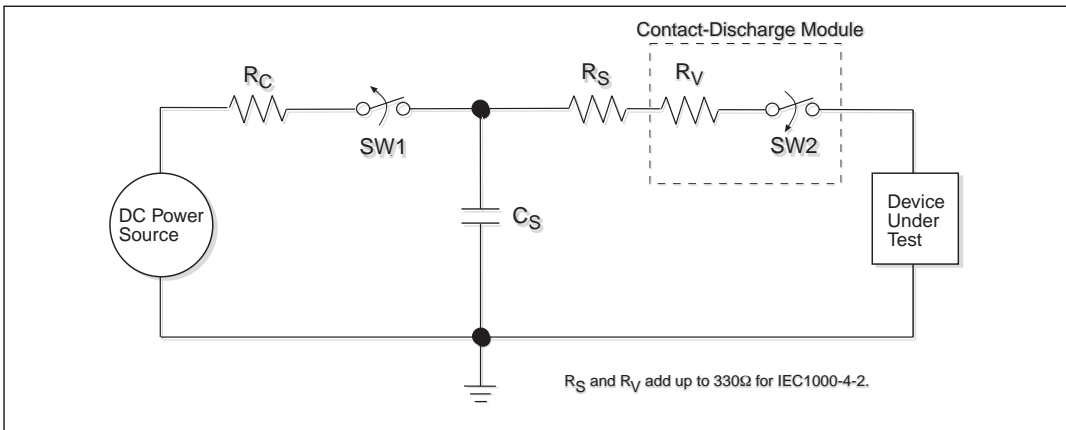 Contact-Discharge Module
RC
RS
RV
SW1
SW2
DC Power
Source
CS
Device
Under
Test
RS and RV add up to 330Ω for IEC1000-4-2.